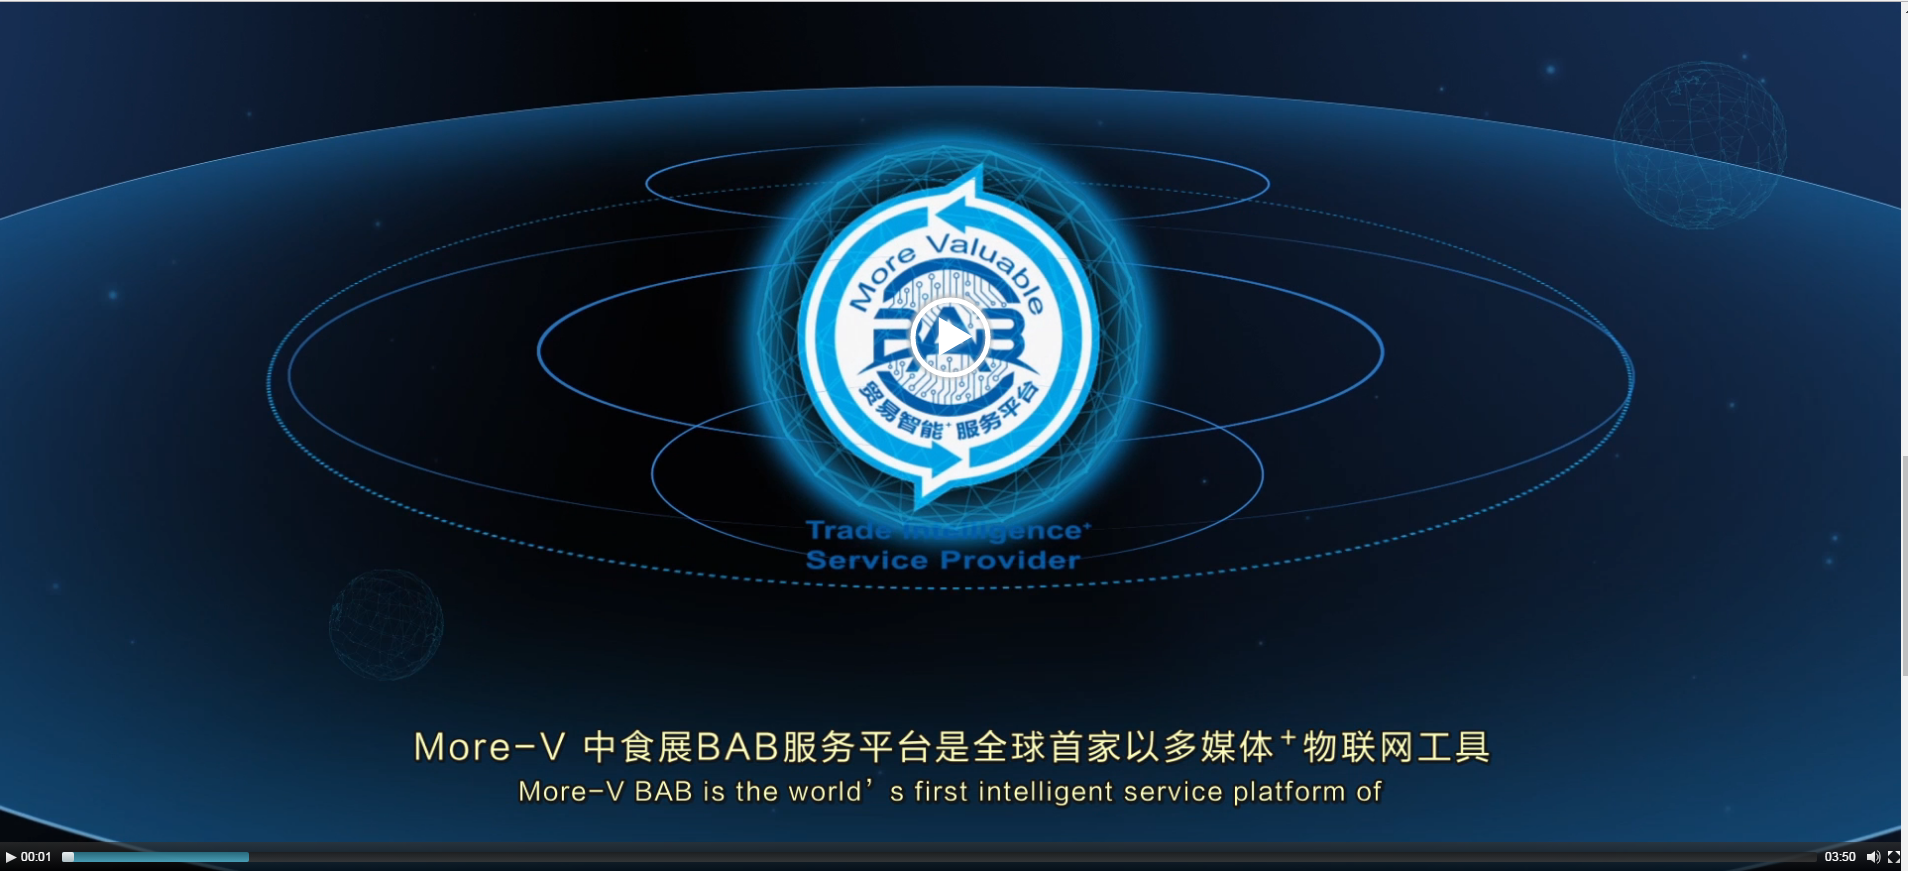 More Valuable
BAB
贸易智能+服务平台
Trade Intelligence+
Service Provider
More-V 中食展BAB服务平台是全球首家以多媒体+物联网工具
More-V BAB is the world’s first intelligent service platform of
00:01
03:50